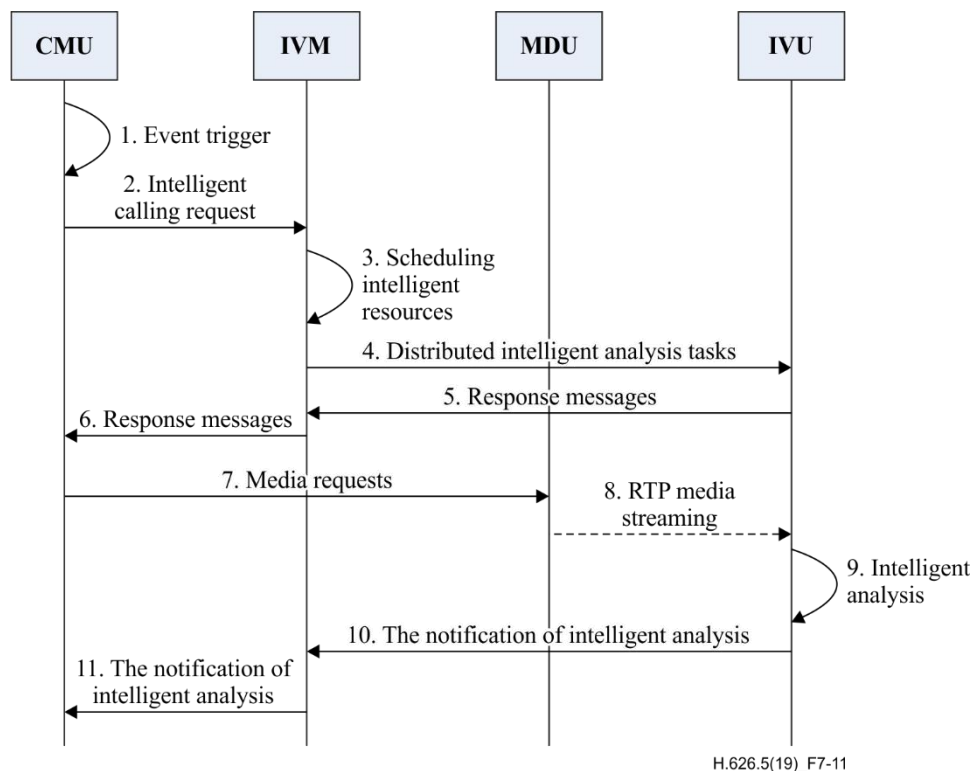 CMU
IVM
MDU
IVU
1. Event trigger
2. Intelligent
calling request
3. Scheduling
intelligent
resources
4. Distributed intelligent analysis tasks
5. Response messages
6. Response messages
7. Media requests
8. RTP media
streaming
9. Intelligent
analysis
10. The notification of intelligent analysis
11. The notification of
intelligent analysis
H.626.5(19)_F7-11